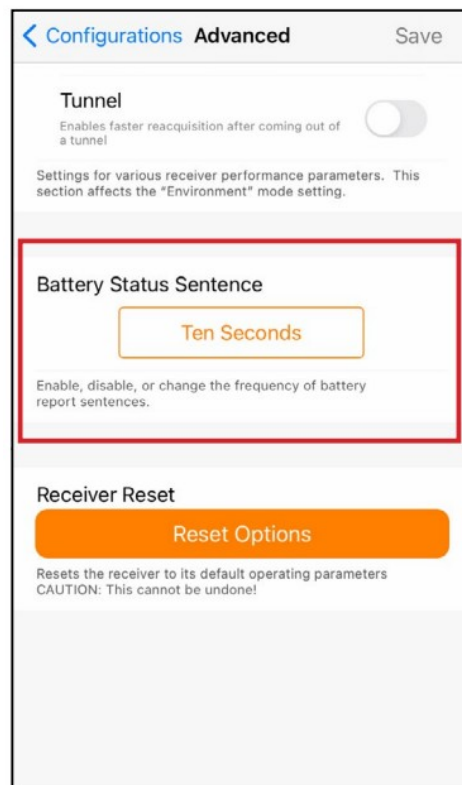 Configurations Advanced Save
Tunnel
Enables faster reacquisition after coming out of
a tunnel
Settings for various receiver performance parameters. This
section affects the “Environment” mode setting.
Battery Status Sentence
Ten Seconds
Enable, disable, or change the frequency of battery
report sentences.
Receiver Reset
Reset Options
Resets the receiver to its default operating parameters
CAUTION: This cannot be undone!